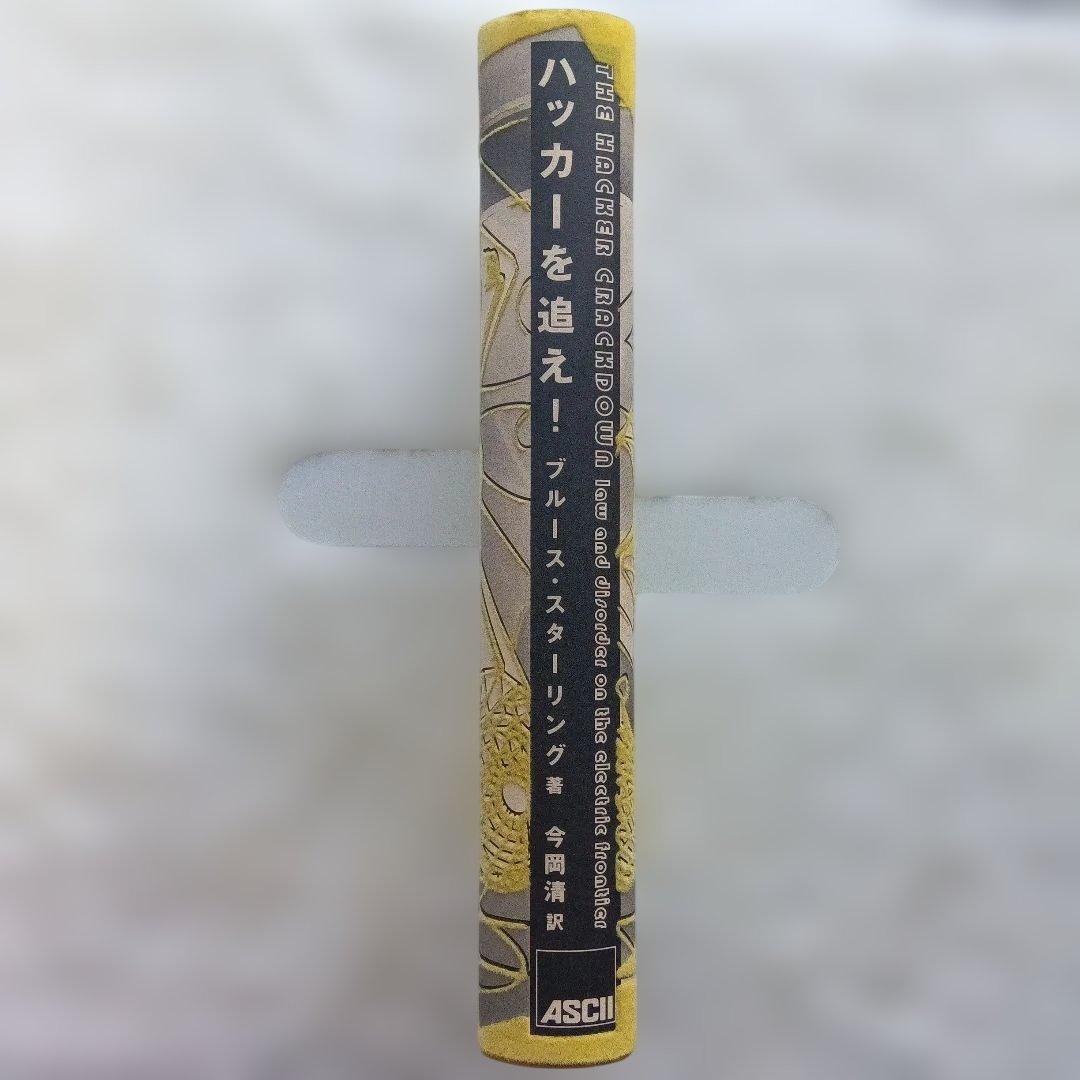 THE HACKER CRACKDOWN law and disorder on the electric frontier
ハッカーを追え！
ブルース・スターリング 著
今岡清 訳
ASCII